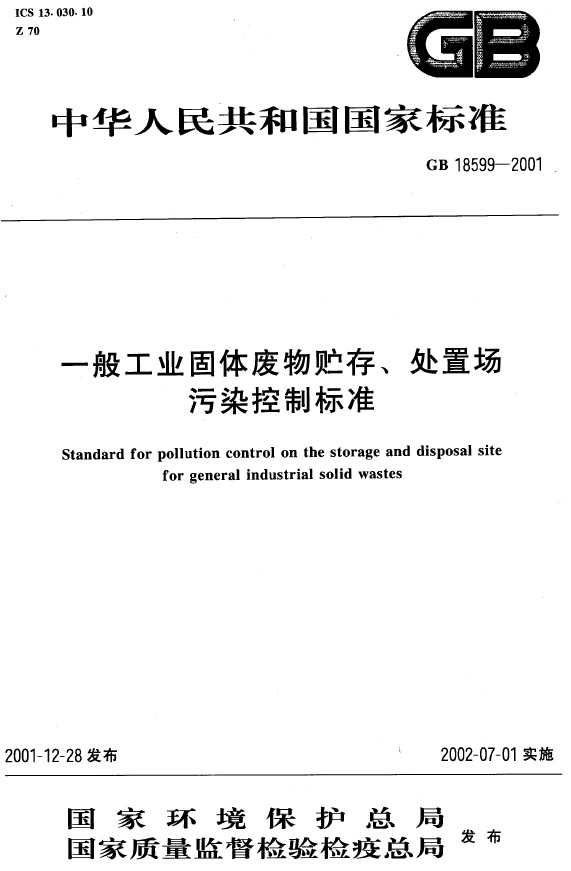 ICS 13.030.10
Z 70
GB
中华人民共和国国家标准
GB 18599—2001
一般工业固体废物贮存、处置场
污染控制标准
Standard for pollution control on the storage and disposal site
for general industrial solid wastes
2001-12-28 发布
2002-07-01 实施
国家环境保护总局
国家质量监督检验检疫总局
发布